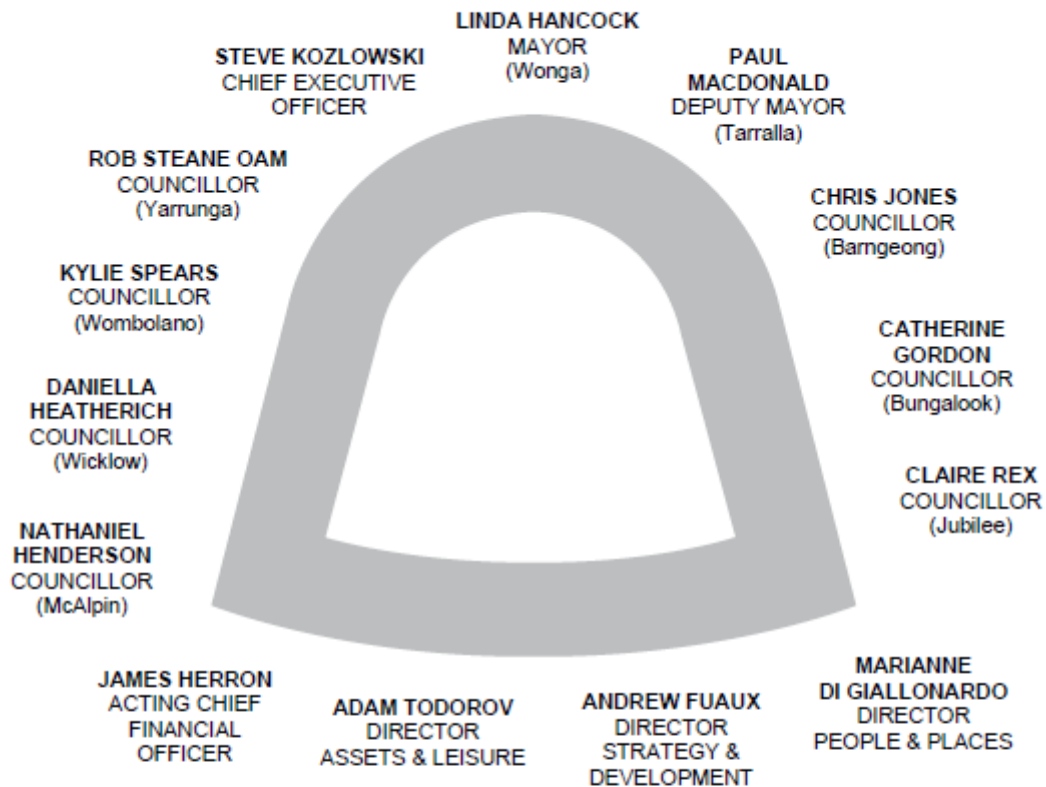 LINDA HANCOCK
MAYOR
(Wonga)
STEVE KOZLOWSKI
CHIEF EXECUTIVE
OFFICER
PAUL
MACDONALD
DEPUTY MAYOR
(Tarralla)
ROB STEANE OAM
COUNCILLOR
(Yarrunga)
CHRIS JONES
COUNCILLOR
(Barngeong)
KYLIE SPEARS
COUNCILLOR
(Wombolano)
CATHERINE
GORDON
COUNCILLOR
(Bungalook)
DANIELLA
HEATHERICH
COUNCILLOR
(Wicklow)
CLAIRE REX
COUNCILLOR
(Jubilee)
NATHANIEL
HENDERSON
COUNCILLOR
(McAlpin)
JAMES HERRON
ACTING CHIEF
FINANCIAL
OFFICER
ADAM TODOROV
DIRECTOR
ASSETS & LEISURE
ANDREW FUAUX
DIRECTOR
STRATEGY &
DEVELOPMENT
MARIANNE
DI GIALLONARDO
DIRECTOR
PEOPLE & PLACES